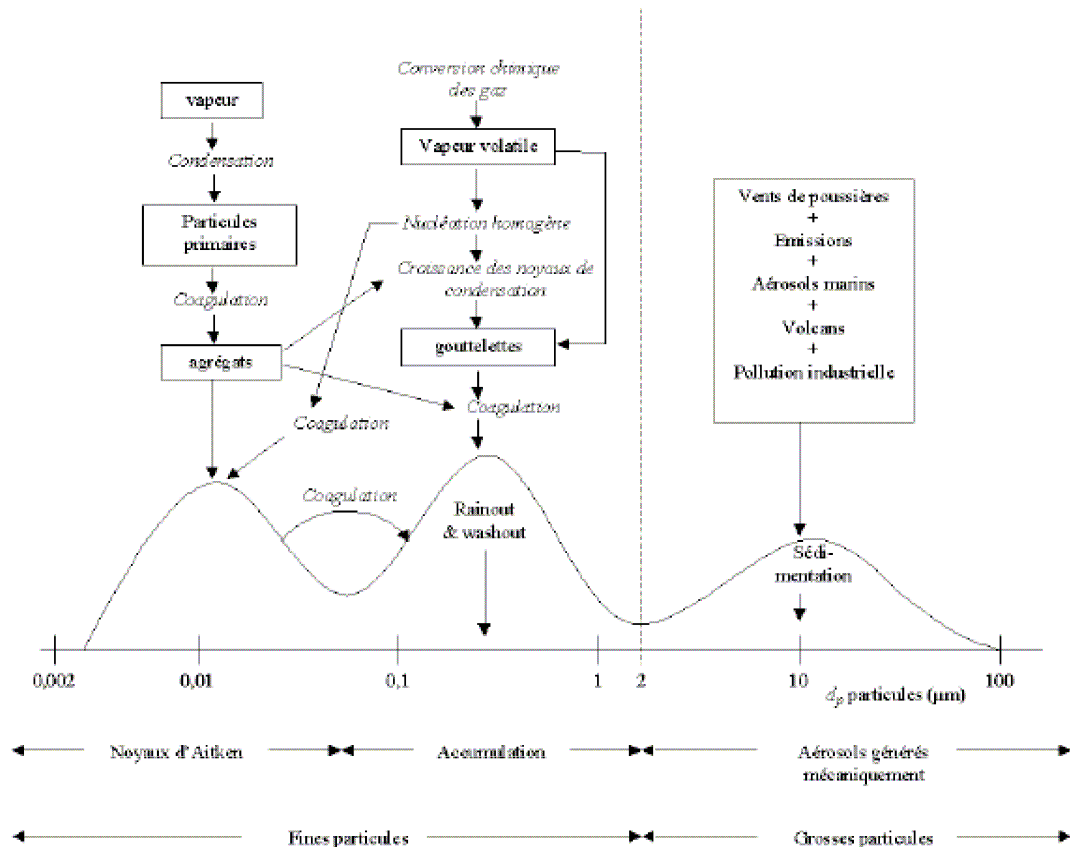 Conversion chimique
des gaz
vapeur
Vapeur volatile
Condensation
Particules
primaires
Nucléation homogène
Croissance des noyaux de
condensation
Coagulation
agrégats
gouttelettes
Coagulation
Coagulation
Coagulation
Rainout
& washout
Vents de poussières
+
Emissions
+
Aérosols marins
+
Volcans
+
Pollution industrielle
Sédi-
mentation
0,002
0,01
0,1
1
2
10
100
dp particules (µm)
Noyaux d'Aitken
Accumulation
Aérosols générés
mécaniquement
Fines particules
Grosses particules